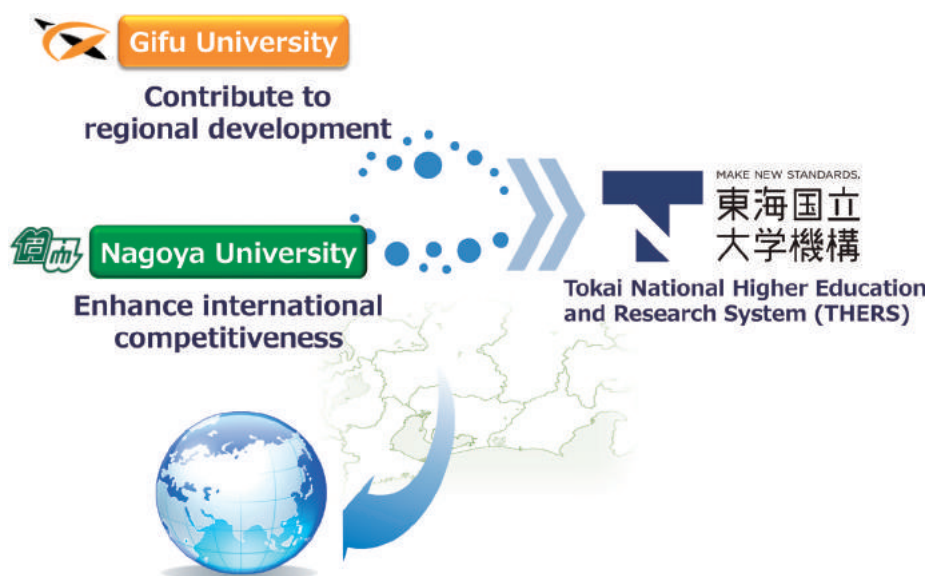 Gifu University
Contribute to
regional development
Nagoya University
Enhance international
competitiveness
MAKE NEW STANDARDS.
東海国立
大学機構
Tokai National Higher Education
and Research System (THERS)